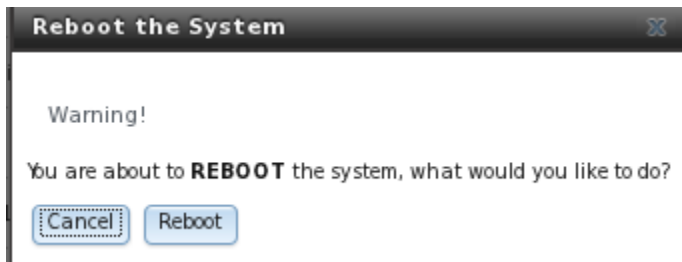 Reboot the System
Warning!
You are about to REBOOT the system, what would you like to do?
Cancel Reboot